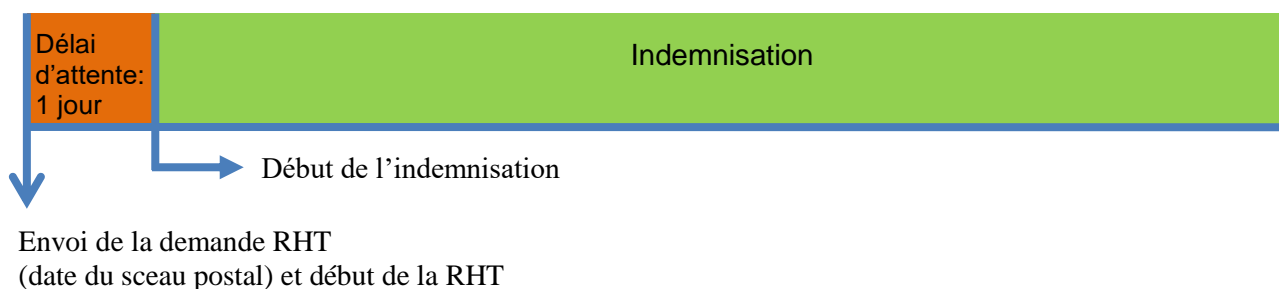 Délai
d’attente:
1 jour
Indemnisation
Début de l’indemnisation
Envoi de la demande RHT
(date du sceau postal) et début de la RHT